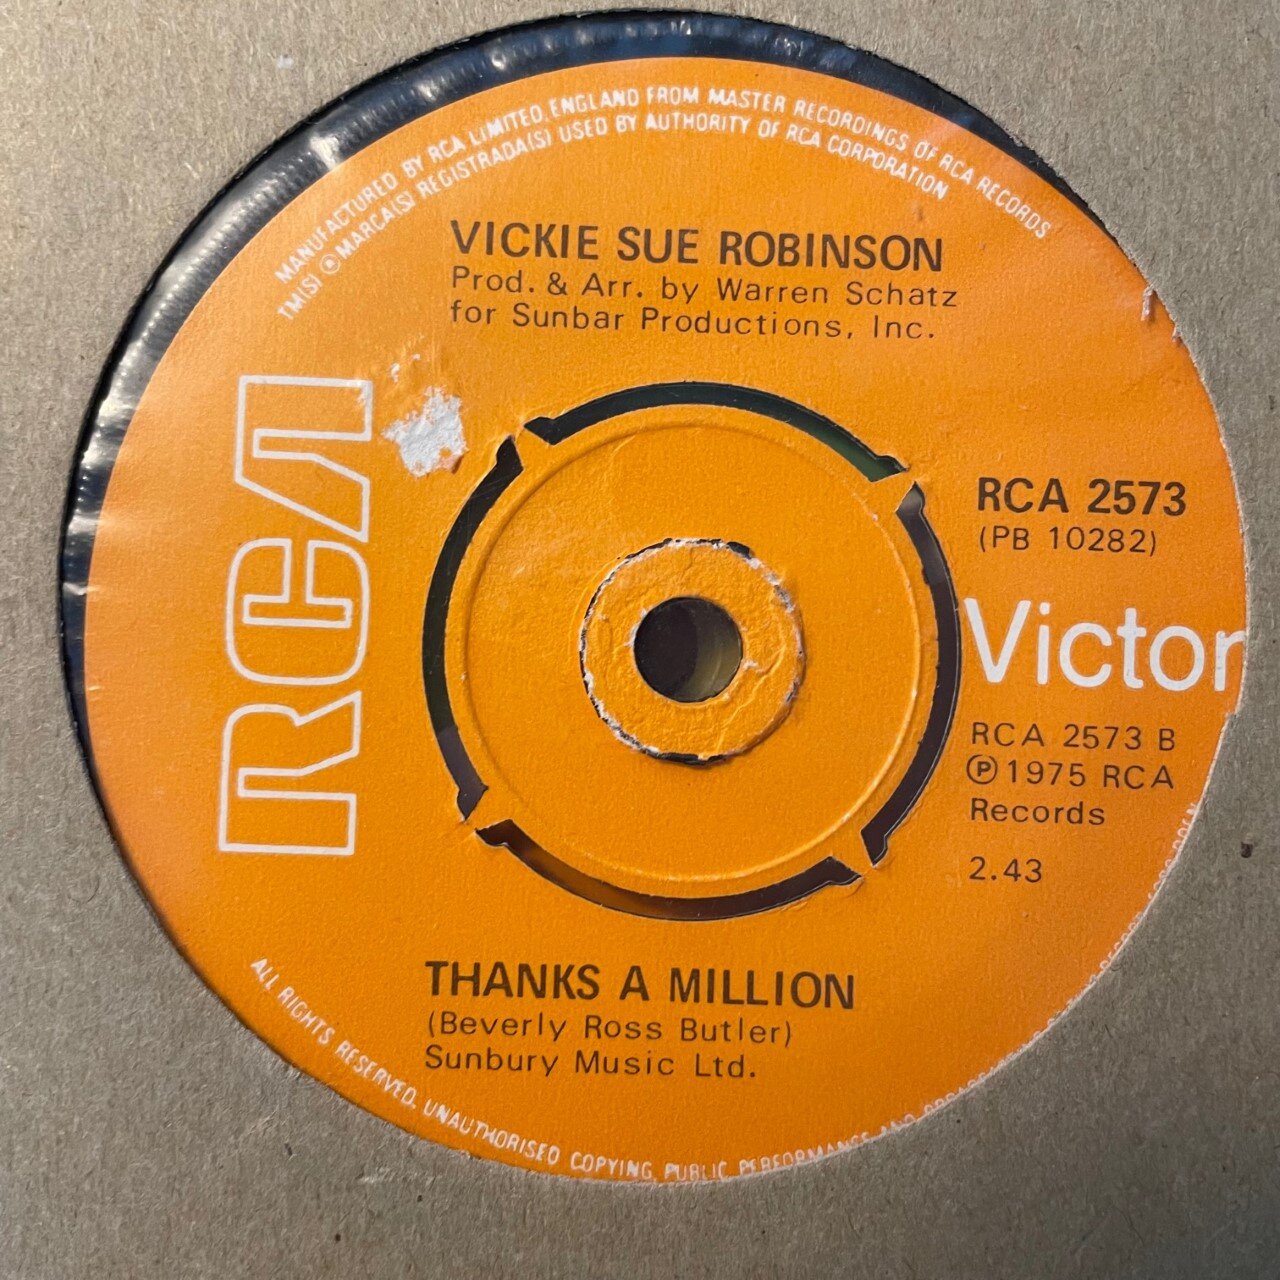 MANUFACTURED BY RCA LIMITED, ENGLAND FROM MASTER RECORDINGS OF RCA RECORDS
TM(S) ® MARCA(S) REGISTRADA(S) USED BY AUTHORITY OF RCA CORPORATION
VICKIE SUE ROBINSON
Prod. & Arr. by Warren Schatz
for Sunbar Productions, Inc.
RCA
RCA 2573
(PB 10282)
Victor
RCA 2573 B
℗ 1975 RCA
Records
2.43
THANKS A MILLION
(Beverly Ross Butler)
Sunbury Music Ltd.
ALL RIGHTS RESERVED. UNAUTHORISED COPYING, PUBLIC PERFORMANCE AND